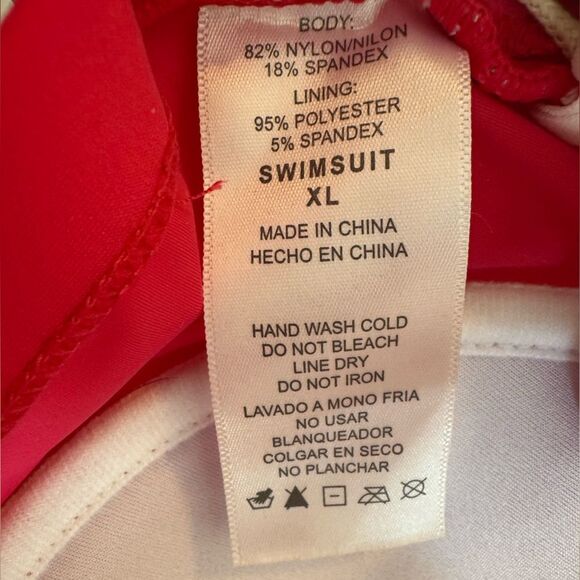 BODY:
82% NYLON/NILON
18% SPANDEX
LINING:
95% POLYESTER
5% SPANDEX
SWIMSUIT
XL
MADE IN CHINA
HECHO EN CHINA
HAND WASH COLD
DO NOT BLEACH
LINE DRY
DO NOT IRON
LAVADO A MONO FRIA
NO USAR
BLANQUEADOR
COLGAR EN SECO
NO PLANCHAR